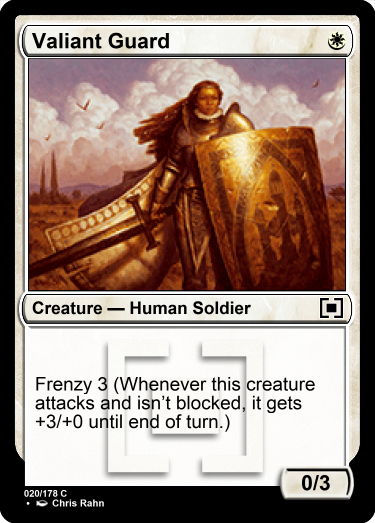 Valiant Guard
Creature — Human Soldier
Frenzy 3 (Whenever this creature
attacks and isn't blocked, it gets
+3/+0 until end of turn.)
0/3
020/178 C
• Chris Rahn